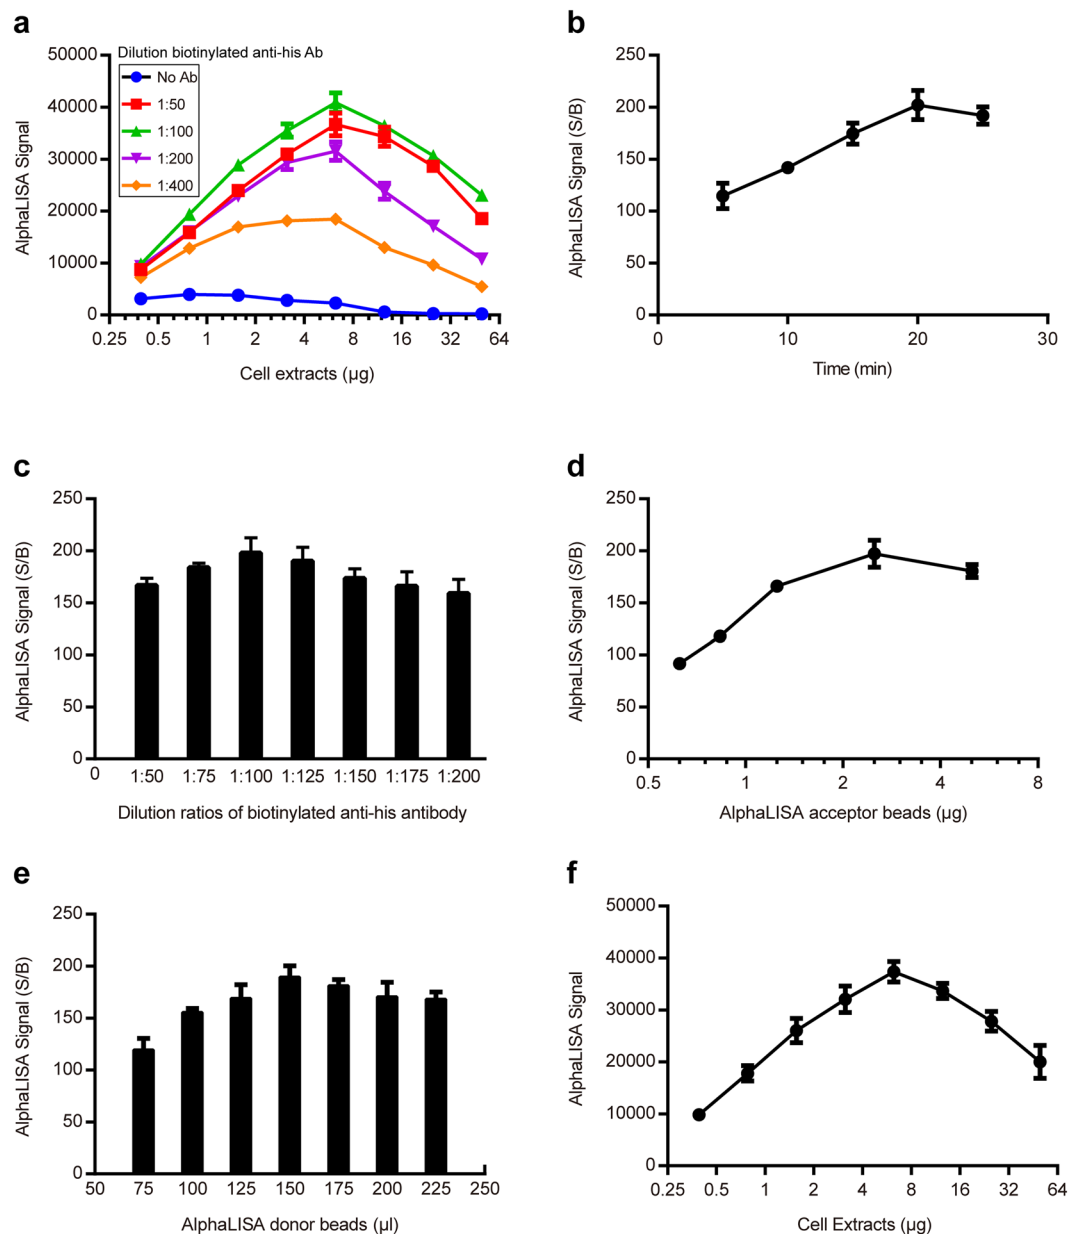 a
Dilution biotinylated anti-his Ab
No Ab
1:50
1:100
1:200
1:400
50000
40000
30000
20000
10000
0
AlphaLISA Signal
0.25 0.5 1 2 4 8 16 32 64
Cell extracts (µg)
b
250
200
150
100
50
0
AlphaLISA Signal (S/B)
0 10 20 30
Time (min)
c
250
200
150
100
50
0
AlphaLISA Signal (S/B)
0 1:50 1:75 1:100 1:125 1:150 1:175 1:200
Dilution ratios of biotinylated anti-his antibody
d
250
200
150
100
50
0
AlphaLISA Signal (S/B)
0.5 1 2 4 8
AlphaLISA acceptor beads (µg)
e
250
200
150
100
50
0
AlphaLISA Signal (S/B)
50 75 100 125 150 175 200 225 250
AlphaLISA donor beads (µl)
f
50000
40000
30000
20000
10000
0
AlphaLISA Signal
0.25 0.5 1 2 4 8 16 32 64
Cell Extracts (µg)